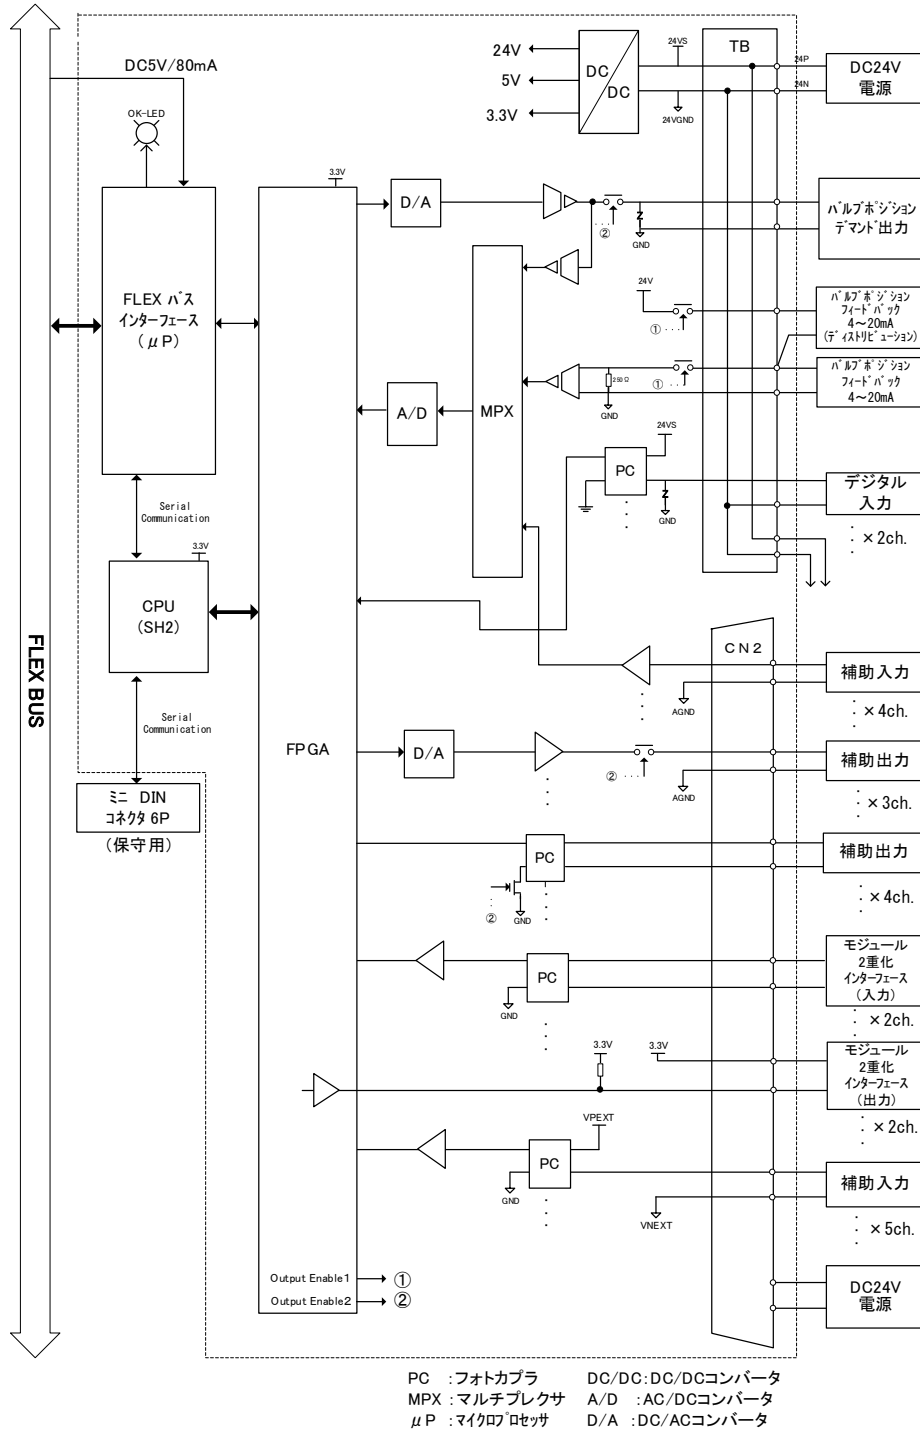 DC5V/80mA
OK-LED
24V
5V
3.3V
DC
DC
24VS
24VGND
TB
24P
24N
DC24V
電源
3.3V
D/A
②
GND
バルブポジション
デマンド出力
FLEX バス
インターフェース
(μP)
24V
①
バルブポジション
フィードバック
4～20mA
(ディストリビューション)
A/D
MPX
250Ω
GND
①
バルブポジション
フィードバック
4～20mA
Serial
Communication
PC
24VS
GND
デジタル
入力
×2ch.
3.3V
CPU
(SH2)
FLEX BUS
FPGA
CN2
AGND
補助入力
×4ch.
Serial
Communication
D/A
②
AGND
補助出力
×3ch.
ミニ DIN
コネクタ 6P
(保守用)
PC
②
GND
補助出力
×4ch.
PC
GND
モジュール
2重化
インターフェース
(入力)
×2ch.
3.3V
3.3V
モジュール
2重化
インターフェース
(出力)
×2ch.
VPEXT
PC
GND
VNEXT
補助入力
×5ch.
Output Enable1
①
Output Enable2
②
DC24V
電源
PC :フォトカプラ DC/DC:DC/DCコンバータ
MPX :マルチプレクサ A/D :AC/DCコンバータ
μP :マイクロプロセッサ D/A :DC/ACコンバータ